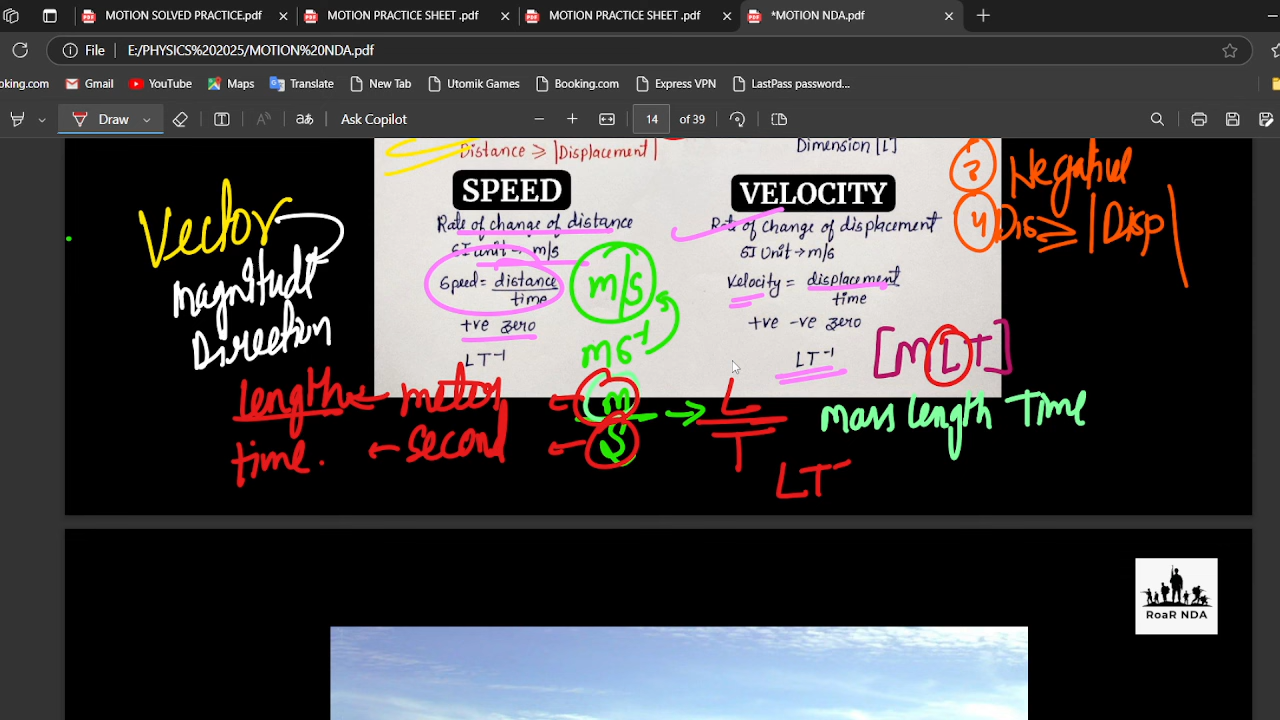 MOTION SOLVED PRACTICE.pdf
MOTION PRACTICE SHEET .pdf
MOTION PRACTICE SHEET .pdf
*MOTION NDA.pdf
File
E:/PHYSICS%202025/MOTION%20NDA.pdf
oking.com
Gmail
YouTube
Maps
Translate
New Tab
Utomik Games
Booking.com
Express VPN
LastPass password...
Draw
Ask Copilot
14
of 39
Distance ⩾ |Displacement|
Dimension [L]
SPEED
VELOCITY
Rate of change of distance
Rate of change of displacement
SI unit → m/s
SI Unit → m/s
Speed = distance
time
Velocity = displacement
time
+ve zero
+ve -ve zero
LT⁻¹
LT⁻¹
Vector
magnitude
Direction
m/s
ms⁻¹
[MLT]
3 Negative
4 Dis ⩾ |Disp|
length ← meter ← m → L
time. ← second ← S T
LT⁻
mass length Time
RoaR NDA